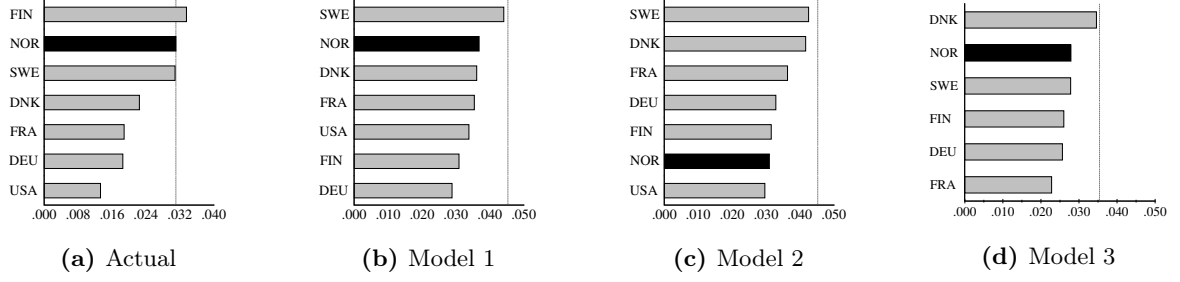 FIN
NOR
SWE
DNK
FRA
DEU
USA
.000 .008 .016 .024 .032 .040
(a) Actual
SWE
NOR
DNK
FRA
USA
FIN
DEU
.000 .010 .020 .030 .040 .050
(b) Model 1
SWE
DNK
FRA
DEU
FIN
NOR
USA
.000 .010 .020 .030 .040 .050
(c) Model 2
DNK
NOR
SWE
FIN
DEU
FRA
.000 .010 .020 .030 .040 .050
(d) Model 3